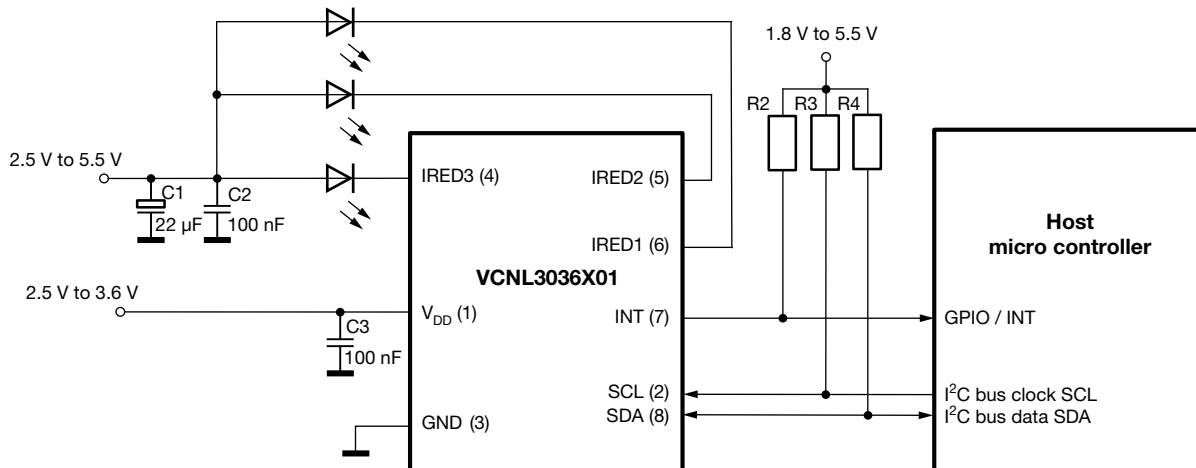 1.8 V to 5.5 V
R2 R3 R4
2.5 V to 5.5 V
C1
22 µF
C2
100 nF
IRED3 (4)
IRED2 (5)
IRED1 (6)
Host
micro controller
VCNL3036X01
2.5 V to 3.6 V
C3
100 nF
VDD (1)
INT (7)
GPIO / INT
SCL (2)
I²C bus clock SCL
SDA (8)
I²C bus data SDA
GND (3)